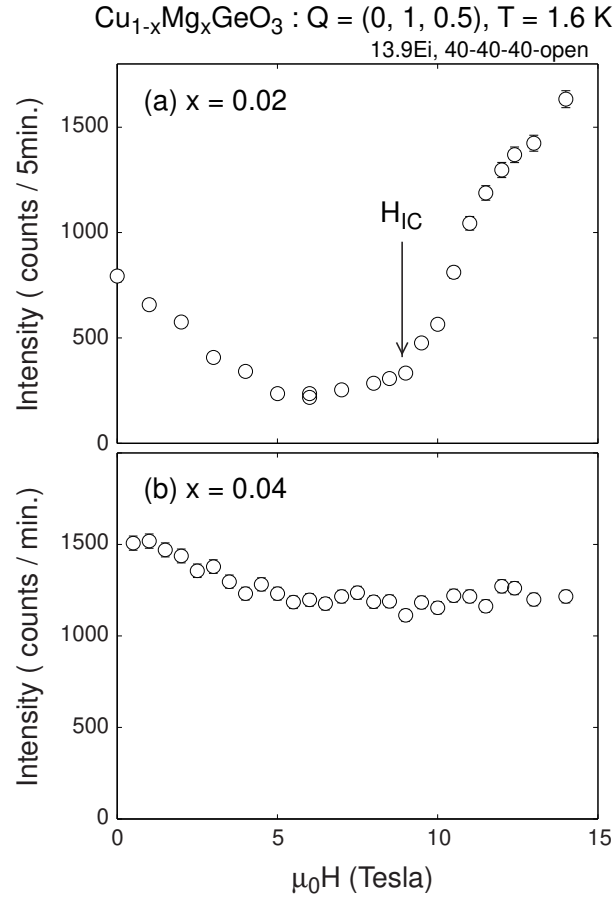 Cu1-xMgxGeO3 : Q = (0, 1, 0.5), T = 1.6 K
13.9Ei, 40-40-40-open
(a) x = 0.02
1500
1000
500
0
Intensity ( counts / 5min.)
HIC
(b) x = 0.04
1500
1000
500
0
Intensity ( counts / min.)
0 5 10 15
μ0H (Tesla)